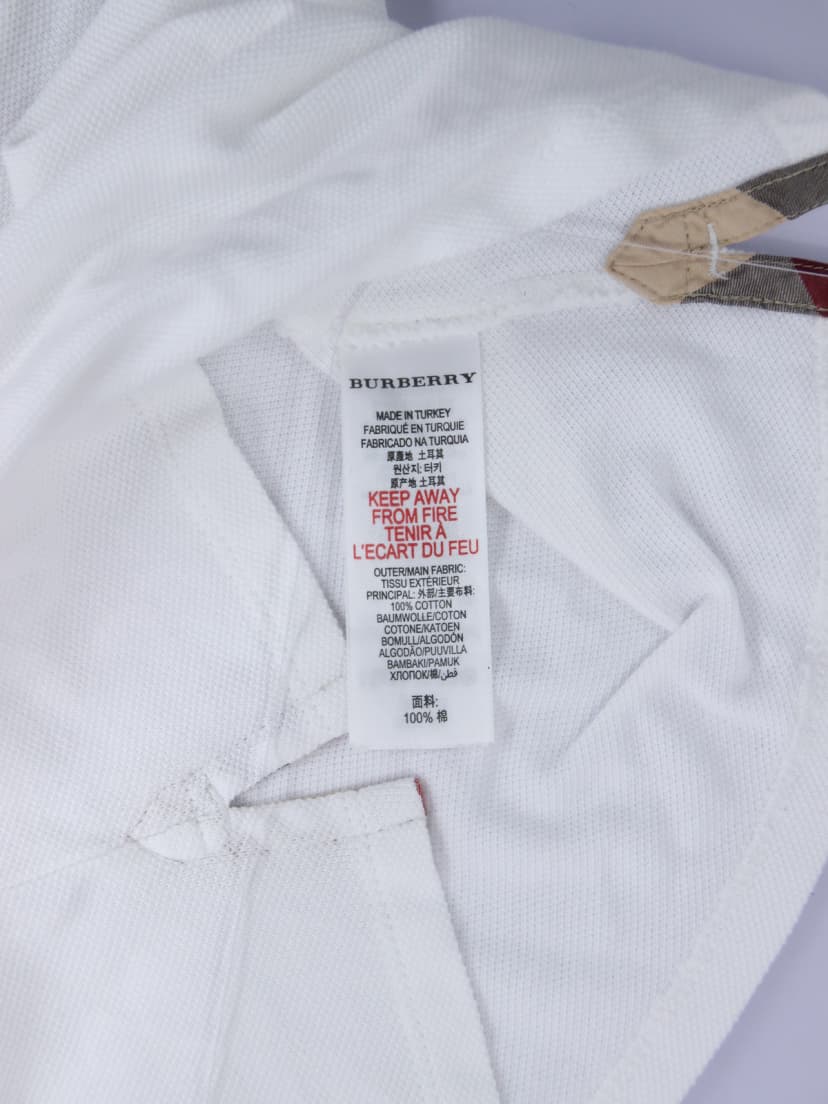 BURBERRY
MADE IN TURKEY
FABRIQUÉ EN TURQUIE
FABRICADO NA TURQUIA
原產地 土耳其
원산지: 터키
原产地 土耳其
KEEP AWAY
FROM FIRE
TENIR À
L'ECART DU FEU
OUTER/MAIN FABRIC:
TISSU EXTÉRIEUR
PRINCIPAL: 外部/主要布料:
100% COTTON
BAUMWOLLE/COTON
COTONE/KATOEN
BOMULL/ALGODÓN
ALGODÃO/PUUVILLA
BAMBAKI/PAMUK
ХЛОПОК/棉/قطن
面料:
100% 棉